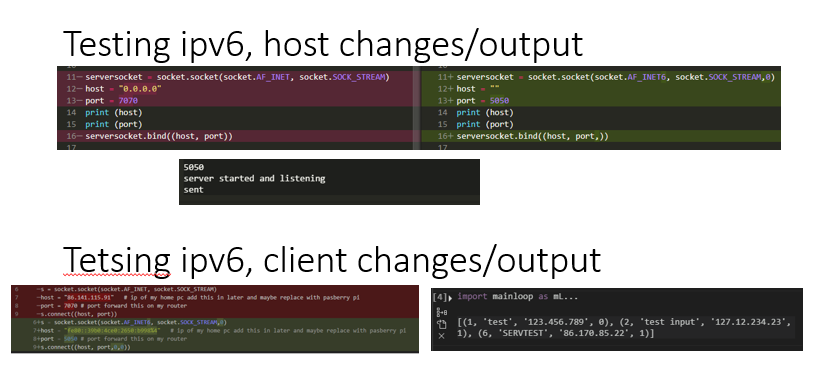 Testing ipv6, host changes/output
11− serversocket = socket.socket(socket.AF_INET, socket.SOCK_STREAM)
12− host = "0.0.0.0"
13− port = 7070
14 print (host)
15 print (port)
16− serversocket.bind((host, port))
17
11+ serversocket = socket.socket(socket.AF_INET6, socket.SOCK_STREAM,0)
12+ host = ""
13+ port = 5050
14 print (host)
15 print (port)
16+ serversocket.bind((host, port,))
17
5050
server started and listening
sent
Tetsing ipv6, client changes/output
6 −s = socket.socket(socket.AF_INET, socket.SOCK_STREAM)
7 −host = "86.141.115.91" # ip of my home pc add this in later and maybe replace with pasberry pi
8 −port = 7070 # port forward this on my router
9 −s.connect((host, port))
6+s = socket.socket(socket.AF_INET6, socket.SOCK_STREAM,0)
7+host = # ip of my home pc add this in later and maybe replace with pasberry pi
8+port = 5050 # port forward this on my router
9+s.connect((host, port,0,0))
[4] import mainloop as mL...
[(1, 'test', '123.456.789', 0), (2, 'test input', '127.12.234.23',
1), (6, 'SERVTEST', '86.170.85.22', 1)]